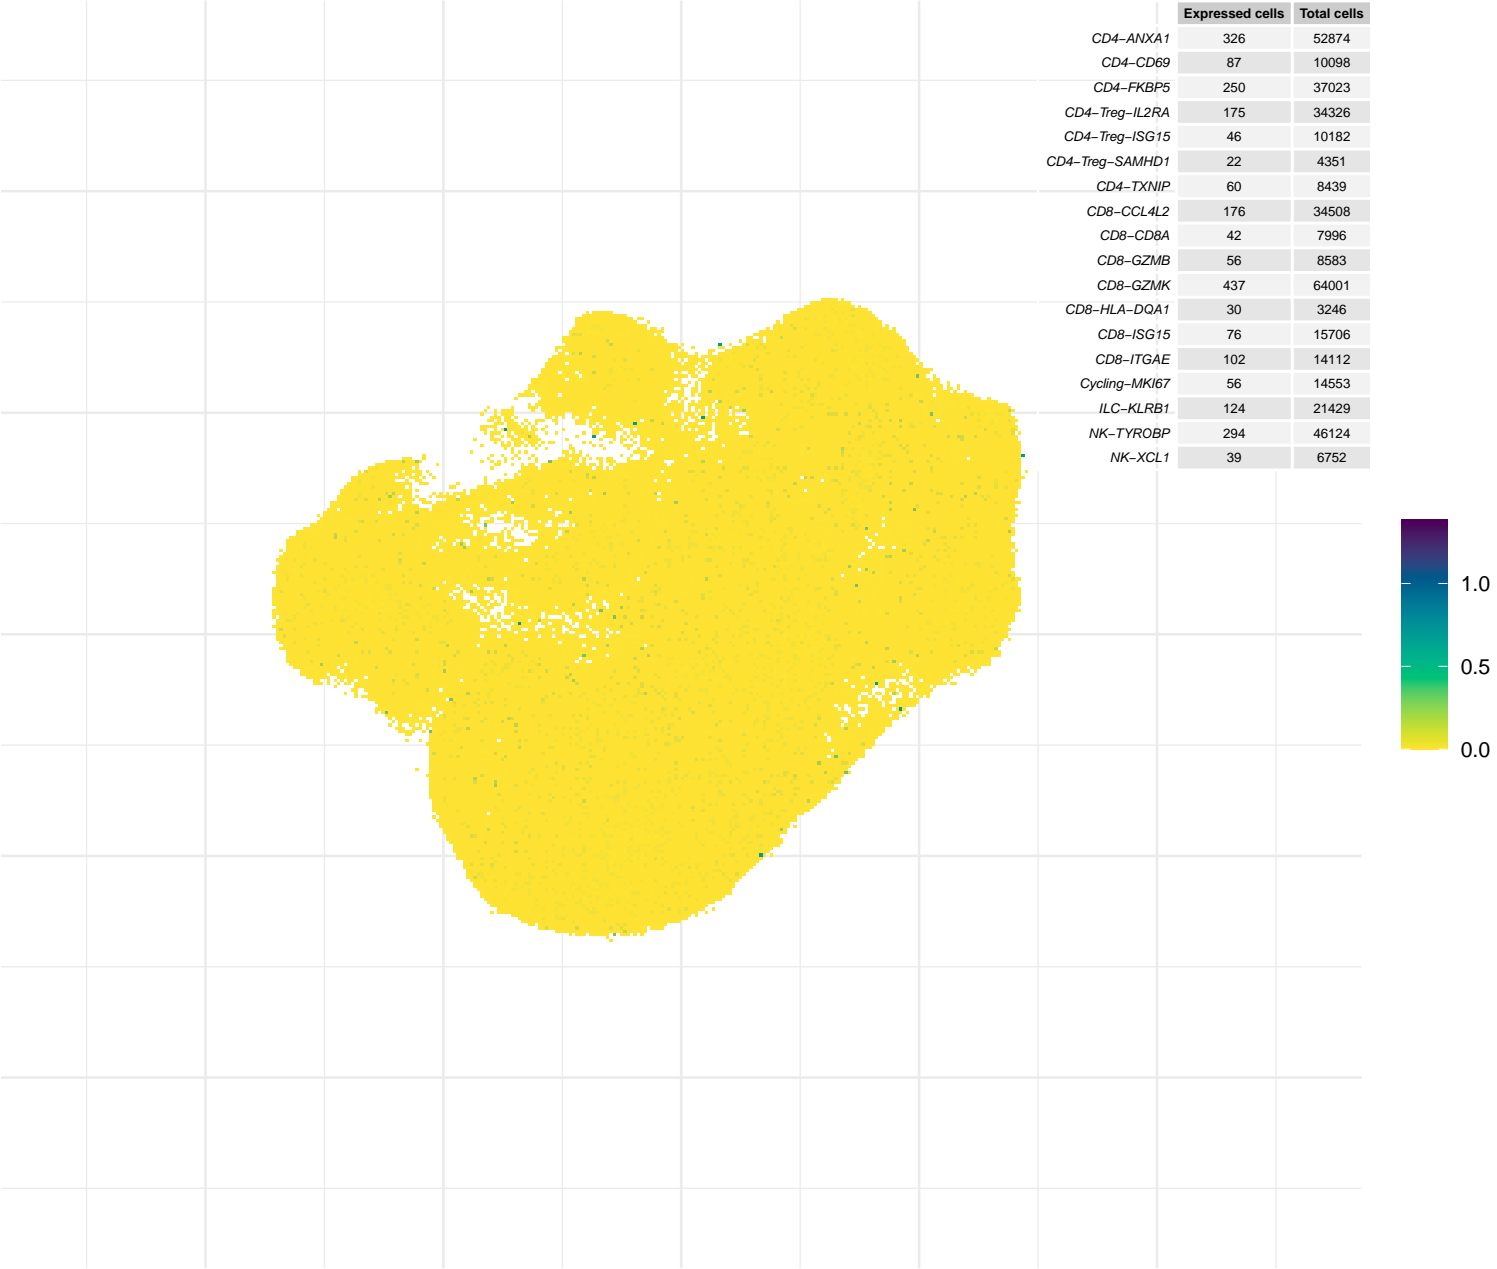 Expressed cells Total cells
CD4−ANXA1 326 52874
CD4−CD69 87 10098
CD4−FKBP5 250 37023
CD4−Treg−IL2RA 175 34326
CD4−Treg−ISG15 46 10182
CD4−Treg−SAMHD1 22 4351
CD4−TXNIP 60 8439
CD8−CCL4L2 176 34508
CD8−CD8A 42 7996
CD8−GZMB 56 8583
CD8−GZMK 437 64001
CD8−HLA−DQA1 30 3246
CD8−ISG15 76 15706
CD8−ITGAE 102 14112
Cycling−MKI67 56 14553
ILC−KLRB1 124 21429
NK−TYROBP 294 46124
NK−XCL1 39 6752
1.0
0.5
0.0